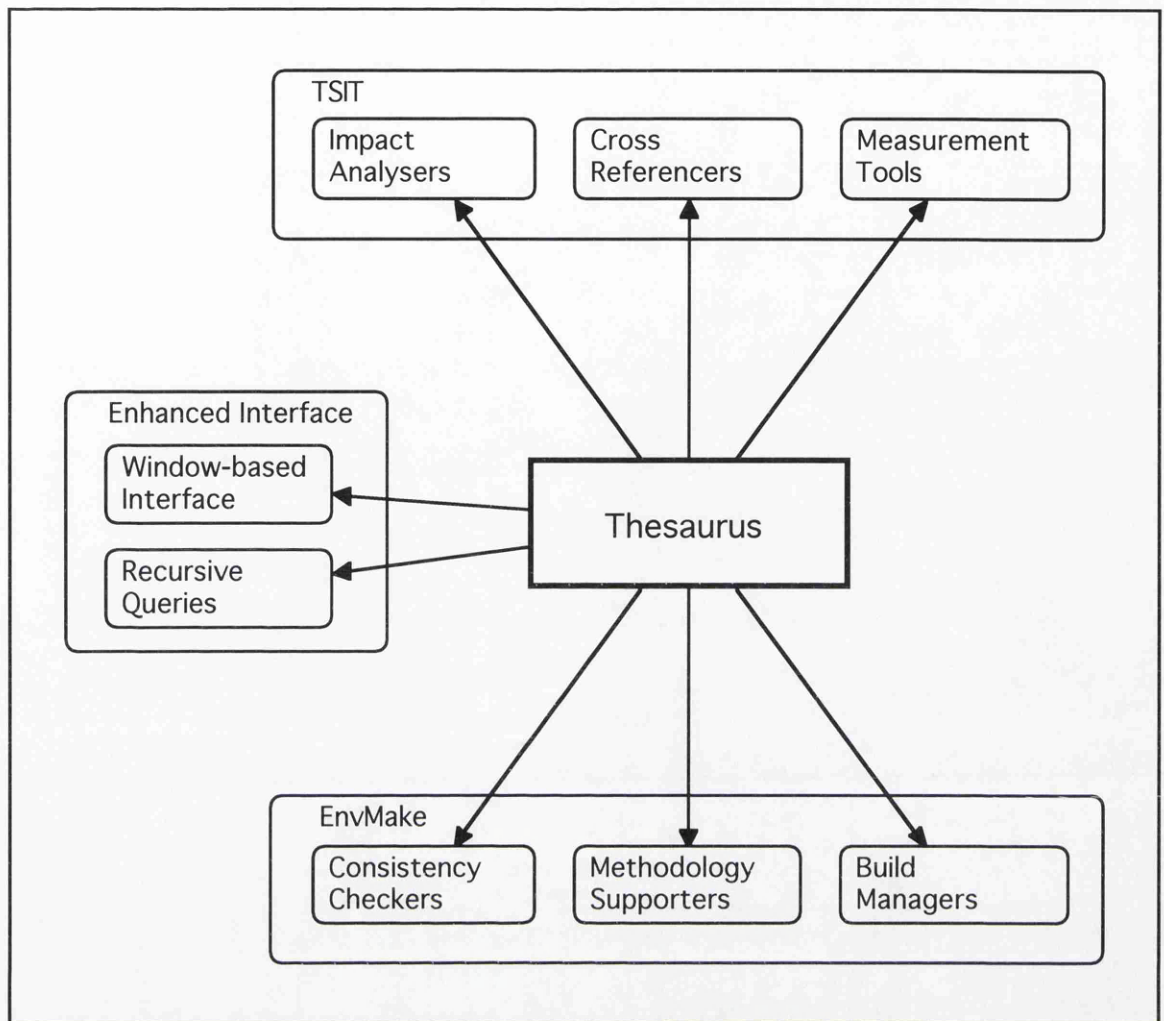 TSIT
Impact
Analysers
Cross
Referencers
Measurement
Tools
Enhanced Interface
Window-based
Interface
Recursive
Queries
Thesaurus
EnvMake
Consistency
Checkers
Methodology
Supporters
Build
Managers